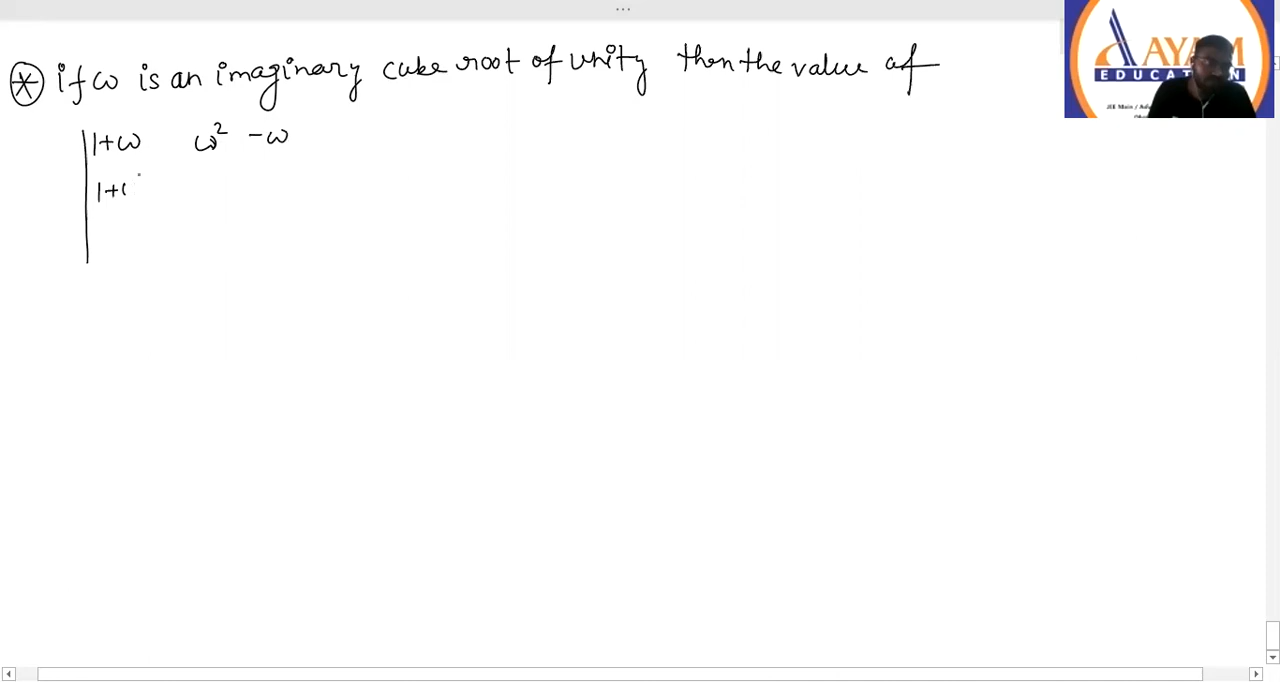 * if ω is an imaginary cube root of unity then the value of
1+ω ω² -ω
1+(
AYAM
EDUCATION